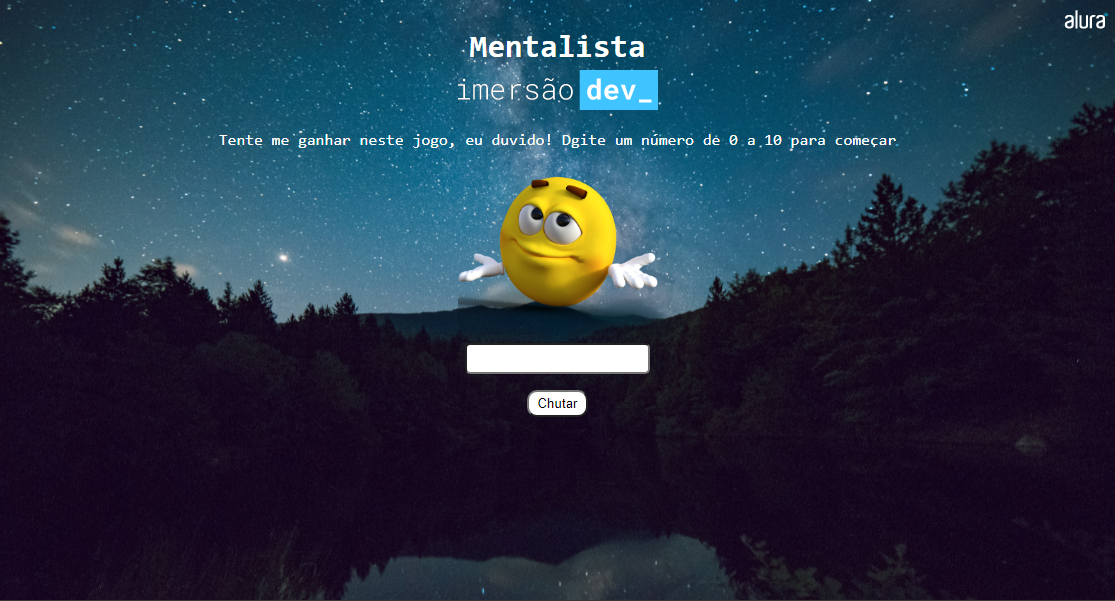 alura
Mentalista
imersão dev_
Tente me ganhar neste jogo, eu duvido! Dgite um número de 0 a 10 para começar
Chutar